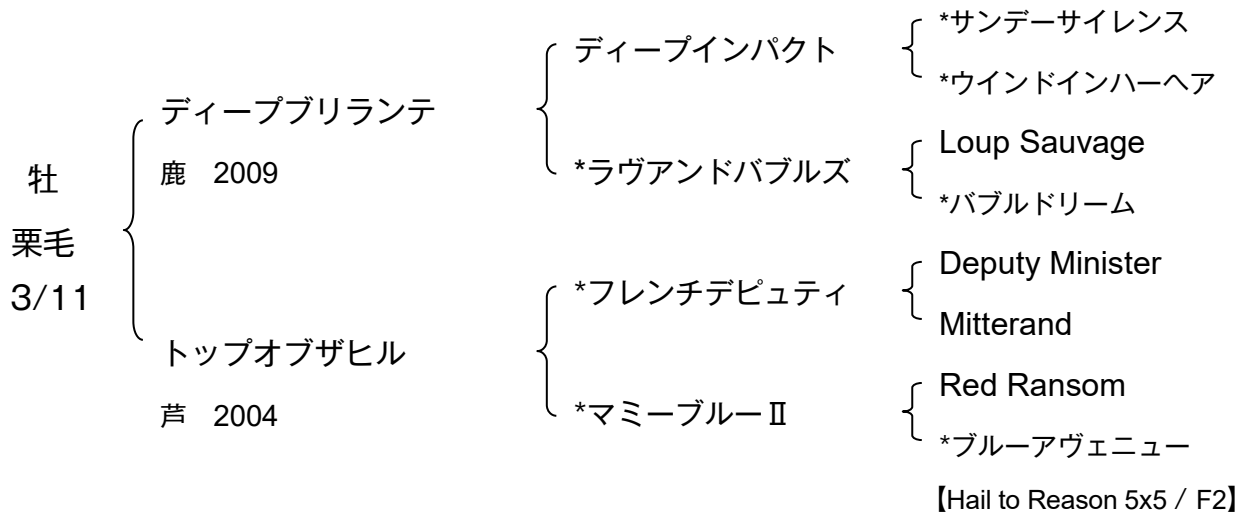 牡
栗毛
3/11
ディープブリランテ
鹿 2009
トップオブザヒル
芦 2004
ディープインパクト
*ラヴアンドバブルズ
*フレンチデピュティ
*マミーブルーⅡ
*サンデーサイレンス
*ウインドインハーヘア
Loup Sauvage
*バブルドリーム
Deputy Minister
Mitterand
Red Ransom
*ブルーアヴェニュー
【Hail to Reason 5x5 / F2】